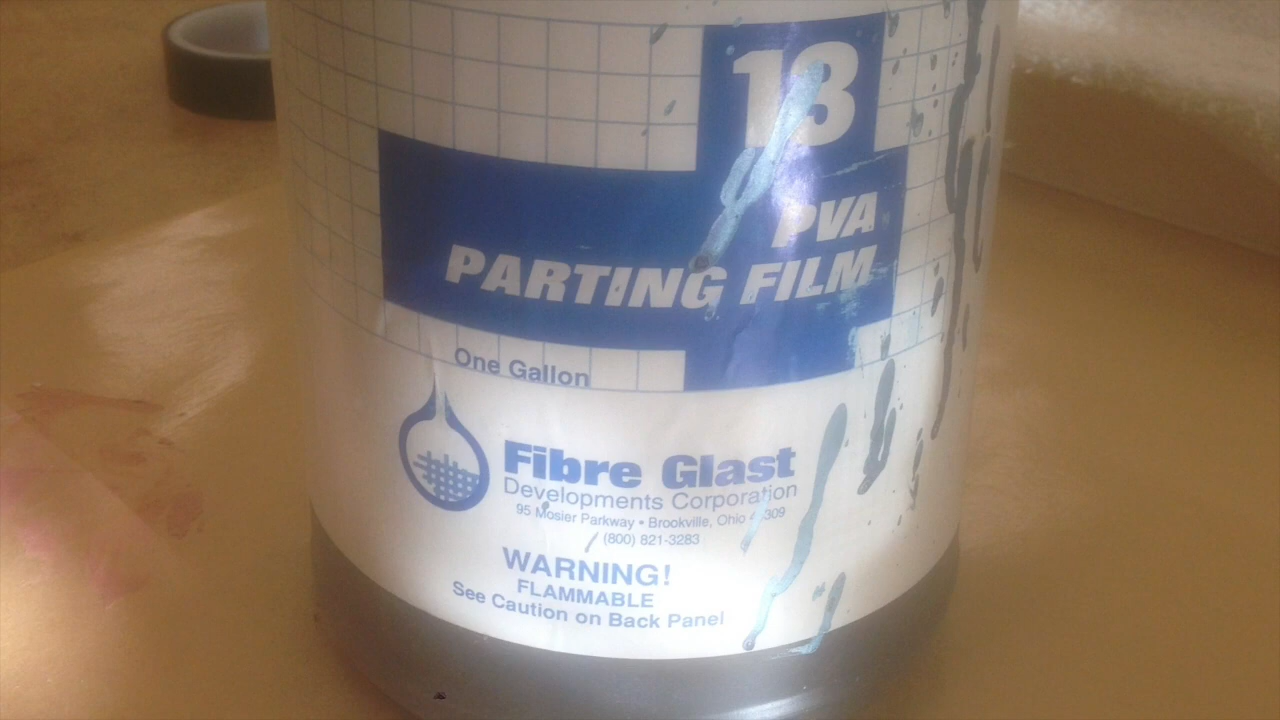 13
PVA
PARTING FILM
One Gallon
Fibre Glast
Developments Corporation
95 Mosier Parkway • Brookville, Ohio
(800) 821-3283
WARNING!
FLAMMABLE
See Caution on Back Panel